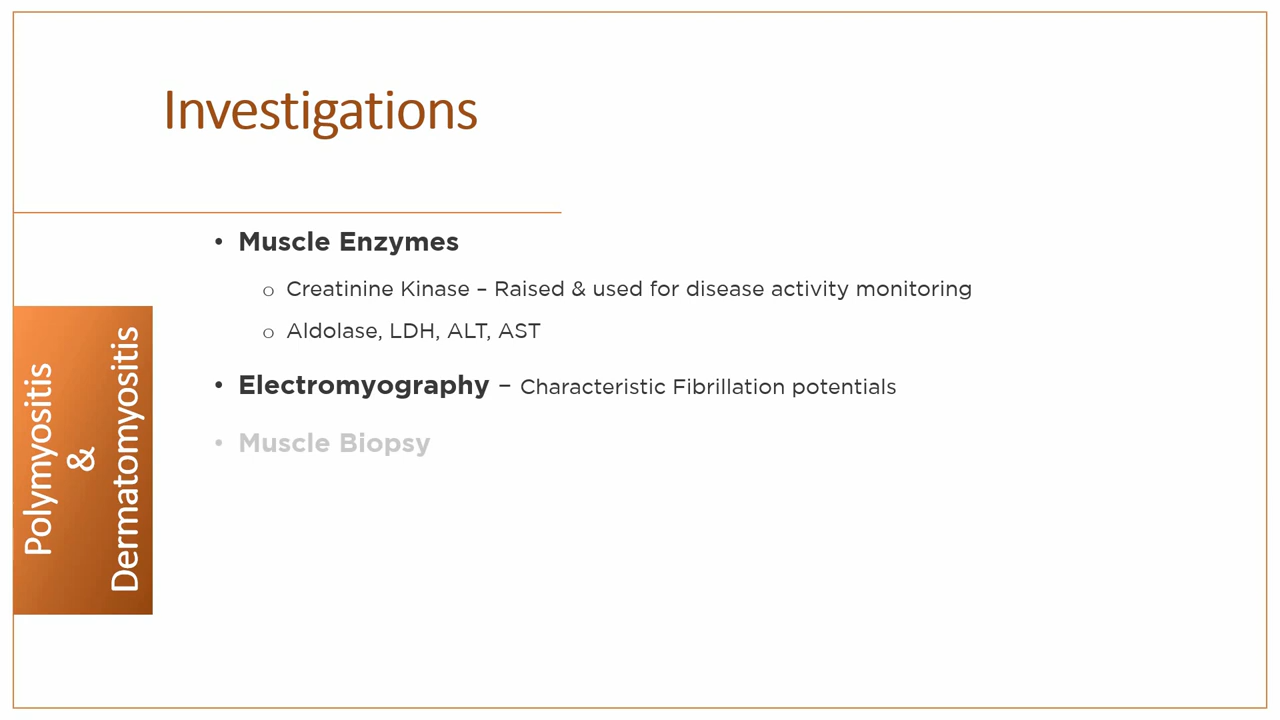 Investigations
• Muscle Enzymes
o Creatinine Kinase – Raised & used for disease activity monitoring
o Aldolase, LDH, ALT, AST
• Electromyography – Characteristic Fibrillation potentials
• Muscle Biopsy
Polymyositis
&
Dermatomyositis